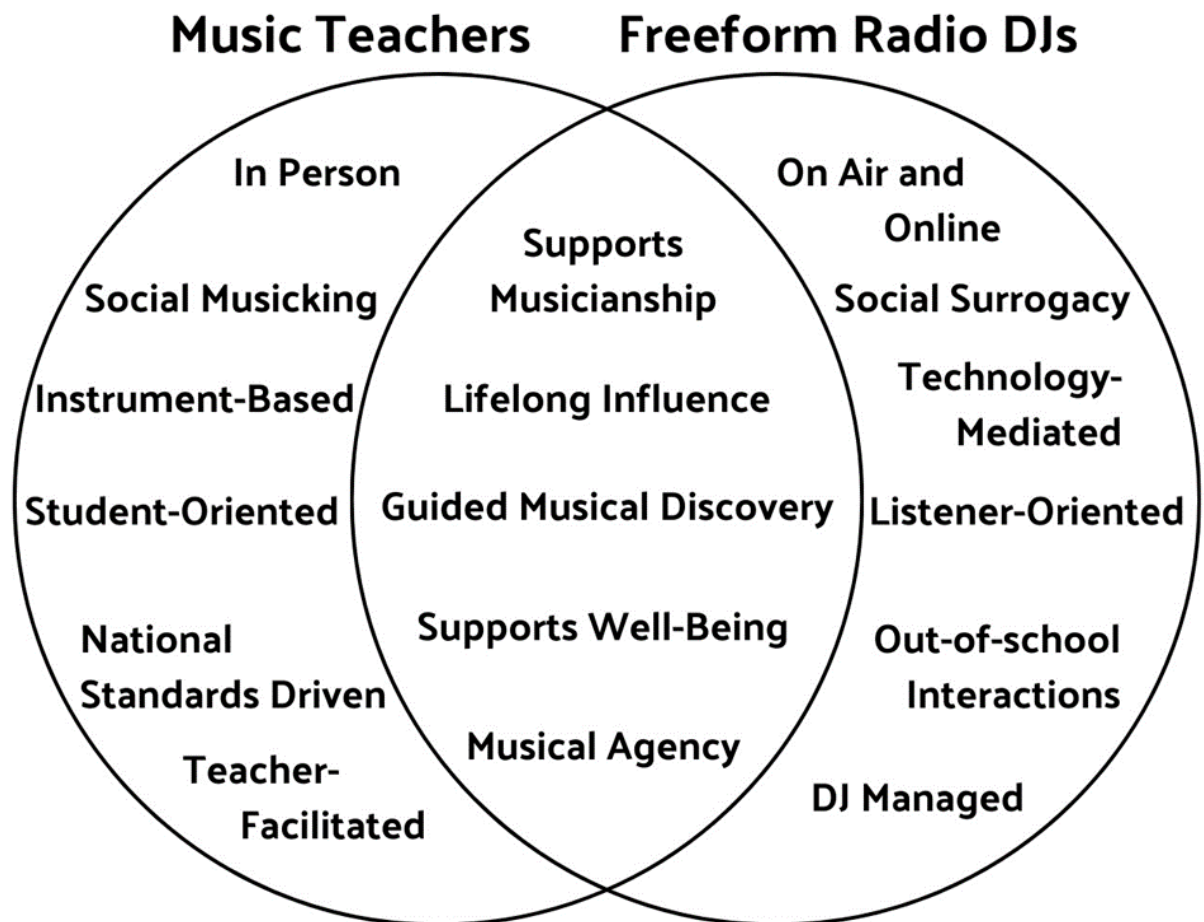 Music Teachers
Freeform Radio DJs
In Person
Social Musicking
Instrument-Based
Student-Oriented
National
Standards Driven
Teacher-
Facilitated
Supports
Musicianship
Lifelong Influence
Guided Musical Discovery
Supports Well-Being
Musical Agency
On Air and
Online
Social Surrogacy
Technology-
Mediated
Listener-Oriented
Out-of-school
Interactions
DJ Managed